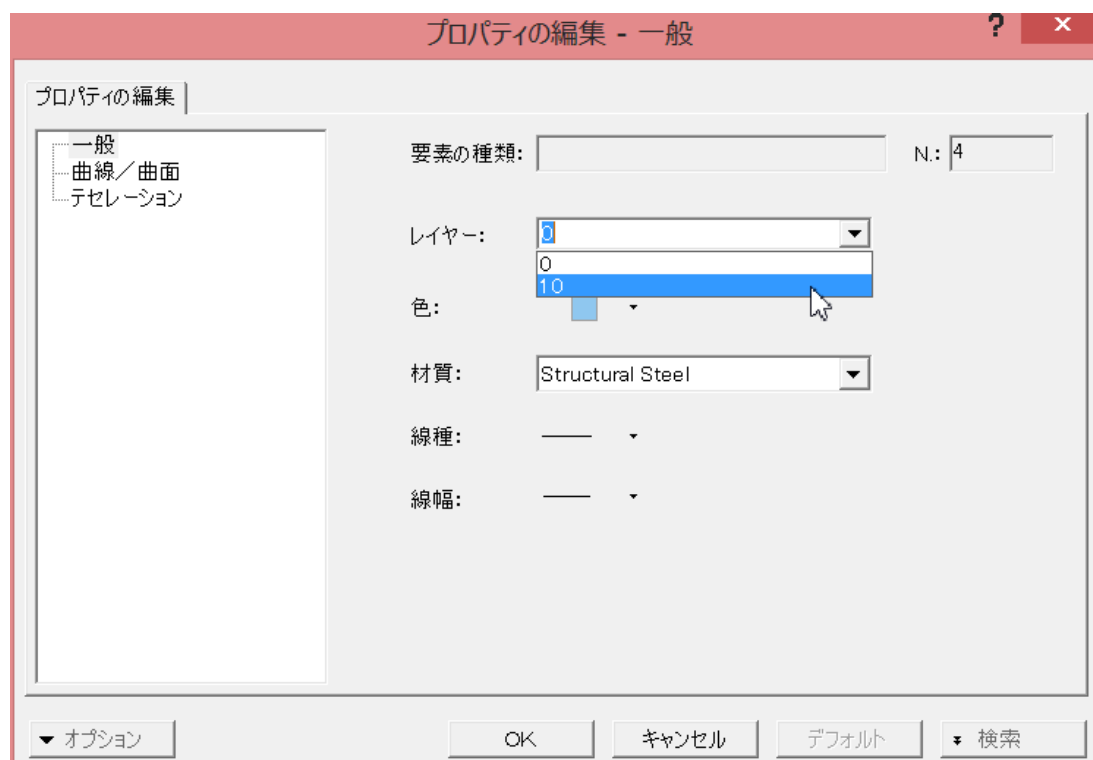 プロパティの編集 - 一般
? ×
プロパティの編集
一般
曲線／曲面
テセレーション
要素の種類: N.: 4
レイヤー: 0
0
10
色:
材質: Structural Steel
線種:
線幅:
オプション OK キャンセル デフォルト 検索